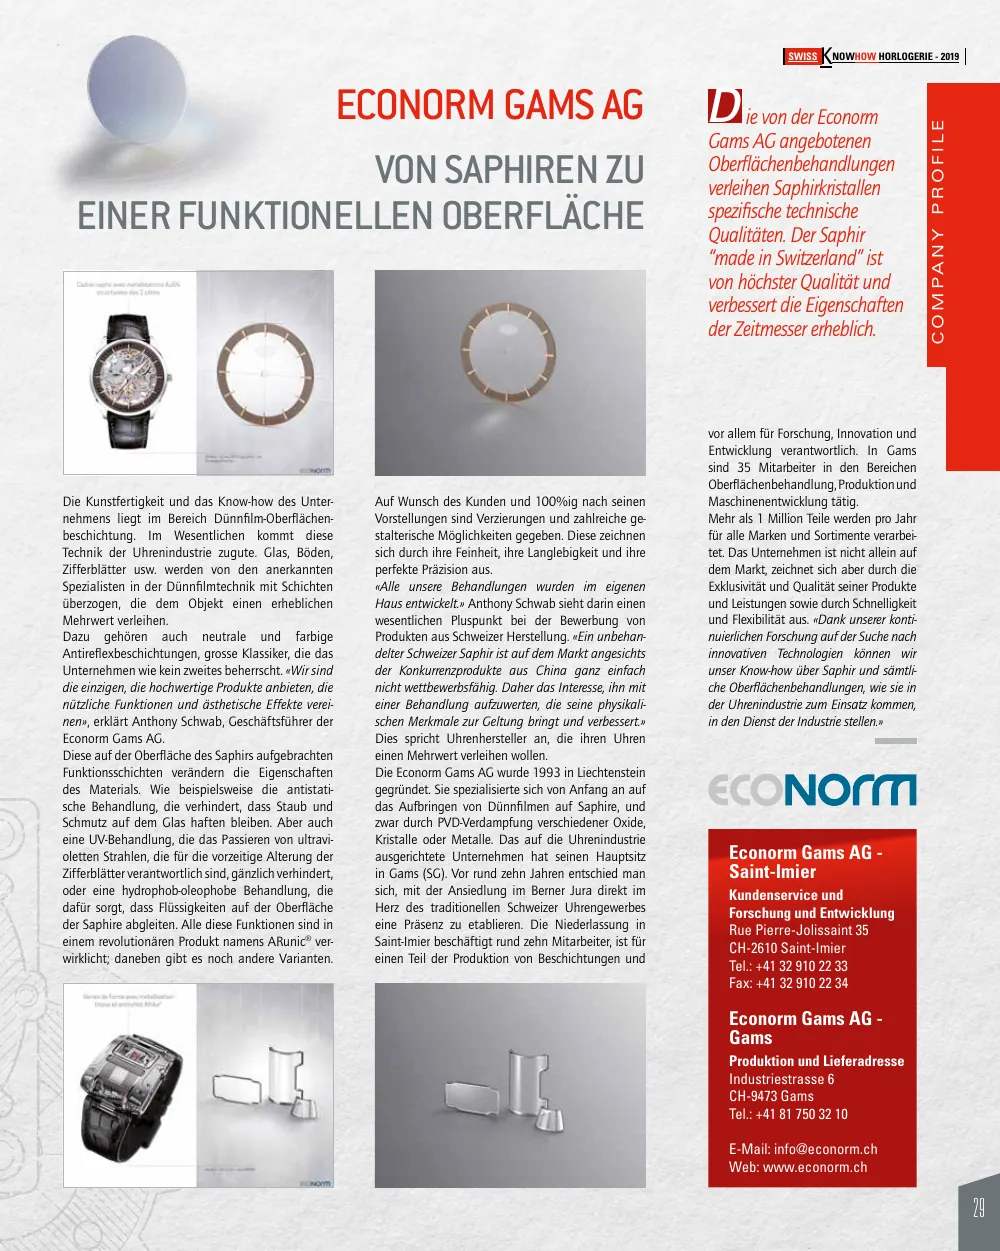 SWISS KNOWHOW HORLOGERIE - 2019
COMPANY PROFILE
ECONORM GAMS AG
VON SAPHIREN ZU
EINER FUNKTIONELLEN OBERFLÄCHE
Die von der Econorm
Gams AG angebotenen
Oberflächenbehandlungen
verleihen Saphirkristallen
spezifische technische
Qualitäten. Der Saphir
“made in Switzerland” ist
von höchster Qualität und
verbessert die Eigenschaften
der Zeitmesser erheblich.
ECONORM
Die Kunstfertigkeit und das Know-how des Unter-
nehmens liegt im Bereich Dünnfilm-Oberflächen-
beschichtung. Im Wesentlichen kommt diese
Technik der Uhrenindustrie zugute. Glas, Böden,
Zifferblätter usw. werden von den anerkannten
Spezialisten in der Dünnfilmtechnik mit Schichten
überzogen, die dem Objekt einen erheblichen
Mehrwert verleihen.
Dazu gehören auch neutrale und farbige
Antireflexbeschichtungen, grosse Klassiker, die das
Unternehmen wie kein zweites beherrscht. «Wir sind
die einzigen, die hochwertige Produkte anbieten, die
nützliche Funktionen und ästhetische Effekte verei-
nen», erklärt Anthony Schwab, Geschäftsführer der
Econorm Gams AG.
Diese auf der Oberfläche des Saphirs aufgebrachten
Funktionsschichten verändern die Eigenschaften
des Materials. Wie beispielsweise die antistati-
sche Behandlung, die verhindert, dass Staub und
Schmutz auf dem Glas haften bleiben. Aber auch
eine UV-Behandlung, die das Passieren von ultravi-
oletten Strahlen, die für die vorzeitige Alterung der
Zifferblätter verantwortlich sind, gänzlich verhindert,
oder eine hydrophob-oleophobe Behandlung, die
dafür sorgt, dass Flüssigkeiten auf der Oberfläche
der Saphire abgleiten. Alle diese Funktionen sind in
einem revolutionären Produkt namens ARunic® ver-
wirklicht; daneben gibt es noch andere Varianten.
Auf Wunsch des Kunden und 100%ig nach seinen
Vorstellungen sind Verzierungen und zahlreiche ge-
stalterische Möglichkeiten gegeben. Diese zeichnen
sich durch ihre Feinheit, ihre Langlebigkeit und ihre
perfekte Präzision aus.
«Alle unsere Behandlungen wurden im eigenen
Haus entwickelt.» Anthony Schwab sieht darin einen
wesentlichen Pluspunkt bei der Bewerbung von
Produkten aus Schweizer Herstellung. «Ein unbehan-
delter Schweizer Saphir ist auf dem Markt angesichts
der Konkurrenzprodukte aus China ganz einfach
nicht wettbewerbsfähig. Daher das Interesse, ihn mit
einer Behandlung aufzuwerten, die seine physikali-
schen Merkmale zur Geltung bringt und verbessert.»
Dies spricht Uhrenhersteller an, die ihren Uhren
einen Mehrwert verleihen wollen.
Die Econorm Gams AG wurde 1993 in Liechtenstein
gegründet. Sie spezialisierte sich von Anfang an auf
das Aufbringen von Dünnfilmen auf Saphire, und
zwar durch PVD-Verdampfung verschiedener Oxide,
Kristalle oder Metalle. Das auf die Uhrenindustrie
ausgerichtete Unternehmen hat seinen Hauptsitz
in Gams (SG). Vor rund zehn Jahren entschied man
sich, mit der Ansiedlung im Berner Jura direkt im
Herz des traditionellen Schweizer Uhrengewerbes
eine Präsenz zu etablieren. Die Niederlassung in
Saint-Imier beschäftigt rund zehn Mitarbeiter, ist für
einen Teil der Produktion von Beschichtungen und
vor allem für Forschung, Innovation und
Entwicklung verantwortlich. In Gams
sind 35 Mitarbeiter in den Bereichen
Oberflächenbehandlung, Produktion und
Maschinenentwicklung tätig.
Mehr als 1 Million Teile werden pro Jahr
für alle Marken und Sortimente verarbei-
tet. Das Unternehmen ist nicht allein auf
dem Markt, zeichnet sich aber durch die
Exklusivität und Qualität seiner Produkte
und Leistungen sowie durch Schnelligkeit
und Flexibilität aus. «Dank unserer konti-
nuierlichen Forschung auf der Suche nach
innovativen Technologien können wir
unser Know-how über Saphir und sämtli-
che Oberflächenbehandlungen, wie sie in
der Uhrenindustrie zum Einsatz kommen,
in den Dienst der Industrie stellen.»
ECONORM
Econorm Gams AG -
Saint-Imier
Kundenservice und
Forschung und Entwicklung
Rue Pierre-Jolissaint 35
CH-2610 Saint-Imier
Tel.: +41 32 910 22 33
Fax: +41 32 910 22 34
Econorm Gams AG -
Gams
Produktion und Lieferadresse
Industriestrasse 6
CH-9473 Gams
Tel.: +41 81 750 32 10
E-Mail: info@econorm.ch
Web: www.econorm.ch
ECONORM
29